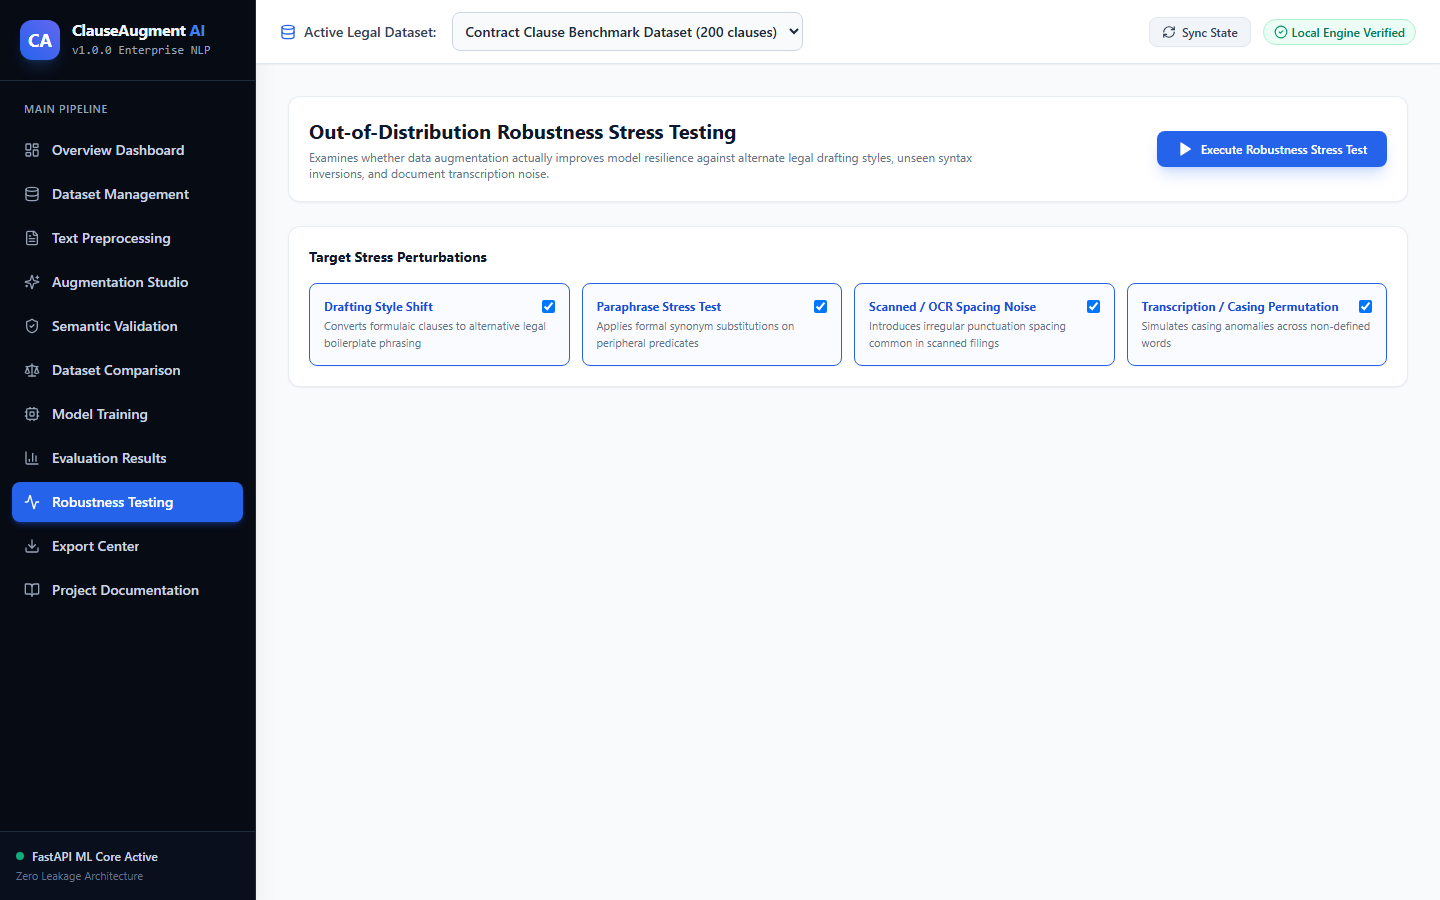 CA
ClauseAugment AI
v1.0.0 Enterprise NLP
MAIN PIPELINE
Overview Dashboard
Dataset Management
Text Preprocessing
Augmentation Studio
Semantic Validation
Dataset Comparison
Model Training
Evaluation Results
Robustness Testing
Export Center
Project Documentation
FastAPI ML Core Active
Zero Leakage Architecture
Active Legal Dataset:
Contract Clause Benchmark Dataset (200 clauses)
Sync State
Local Engine Verified
Out-of-Distribution Robustness Stress Testing
Examines whether data augmentation actually improves model resilience against alternate legal drafting styles, unseen syntax
inversions, and document transcription noise.
Execute Robustness Stress Test
Target Stress Perturbations
Drafting Style Shift
Converts formulaic clauses to alternative legal
boilerplate phrasing
Paraphrase Stress Test
Applies formal synonym substitutions on
peripheral predicates
Scanned / OCR Spacing Noise
Introduces irregular punctuation spacing
common in scanned filings
Transcription / Casing Permutation
Simulates casing anomalies across non-defined
words